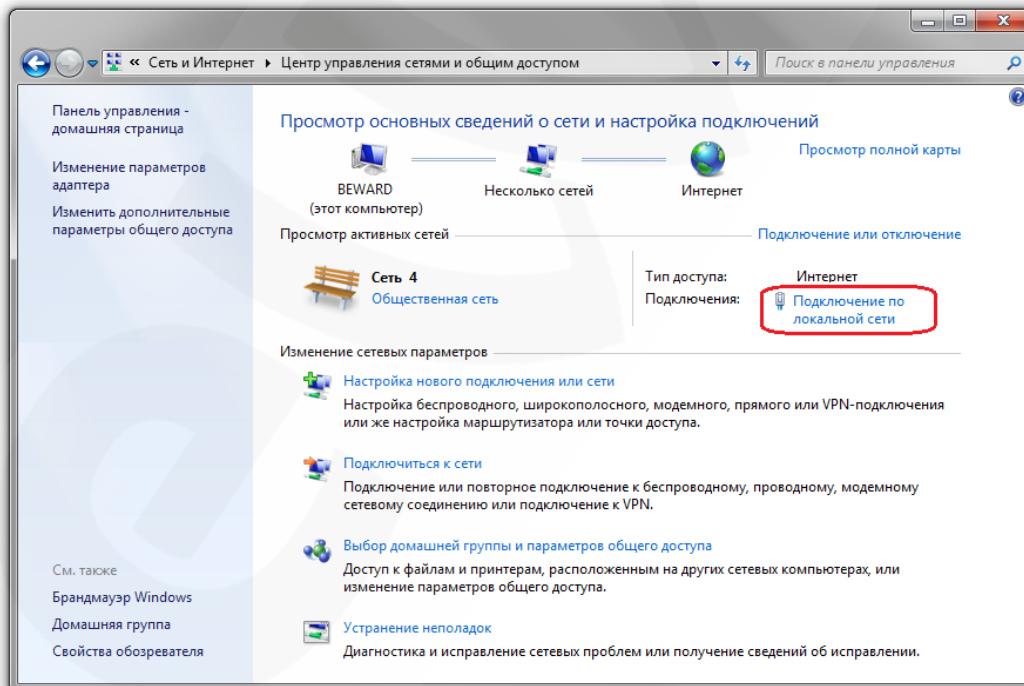 « Сеть и Интернет ▸ Центр управления сетями и общим доступом
Поиск в панели управления
Панель управления -
домашняя страница
Изменение параметров
адаптера
Изменить дополнительные
параметры общего доступа
См. также
Брандмауэр Windows
Домашняя группа
Свойства обозревателя
Просмотр основных сведений о сети и настройка подключений
Просмотр полной карты
BEWARD
(этот компьютер)
Несколько сетей
Интернет
Просмотр активных сетей
Подключение или отключение
Сеть 4
Общественная сеть
Тип доступа: Интернет
Подключения: Подключение по
локальной сети
Изменение сетевых параметров
Настройка нового подключения или сети
Настройка беспроводного, широкополосного, модемного, прямого или VPN-подключения
или же настройка маршрутизатора или точки доступа.
Подключиться к сети
Подключение или повторное подключение к беспроводному, проводному, модемному
сетевому соединению или подключение к VPN.
Выбор домашней группы и параметров общего доступа
Доступ к файлам и принтерам, расположенным на других сетевых компьютерах, или
изменение параметров общего доступа.
Устранение неполадок
Диагностика и исправление сетевых проблем или получение сведений об исправлении.